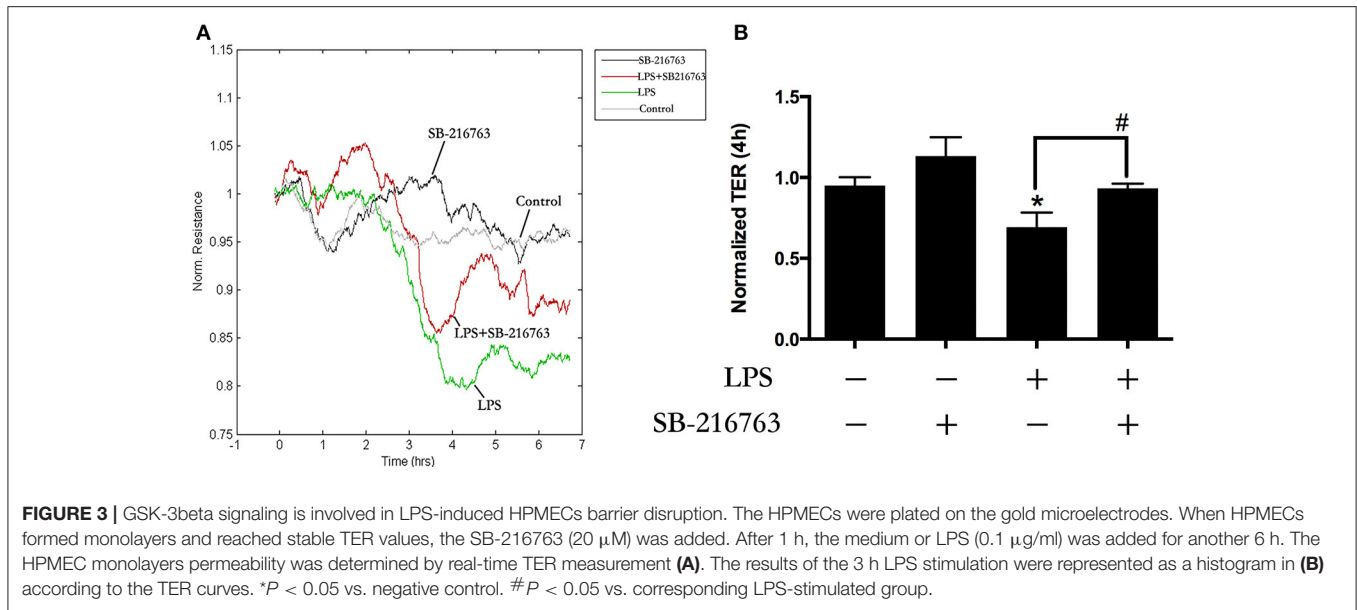 A
1.15
1.1
1.05
1
0.95
0.9
0.85
0.8
0.75
Norm. Resistance
-1 0 1 2 3 4 5 6 7
Time (hrs)
SB-216763
LPS+SB216763
LPS
Control
SB-216763
Control
LPS+SB-216763
LPS
B
1.5
1.0
0.5
0.0
Normalized TER (4h)
*
#
LPS − − + +
SB-216763 − + − +
FIGURE 3 | GSK-3beta signaling is involved in LPS-induced HPMECs barrier disruption. The HPMECs were plated on the gold microelectrodes. When HPMECs
formed monolayers and reached stable TER values, the SB-216763 (20 μM) was added. After 1 h, the medium or LPS (0.1 μg/ml) was added for another 6 h. The
HPMEC monolayers permeability was determined by real-time TER measurement (A). The results of the 3 h LPS stimulation were represented as a histogram in (B)
according to the TER curves. *P < 0.05 vs. negative control. #P < 0.05 vs. corresponding LPS-stimulated group.